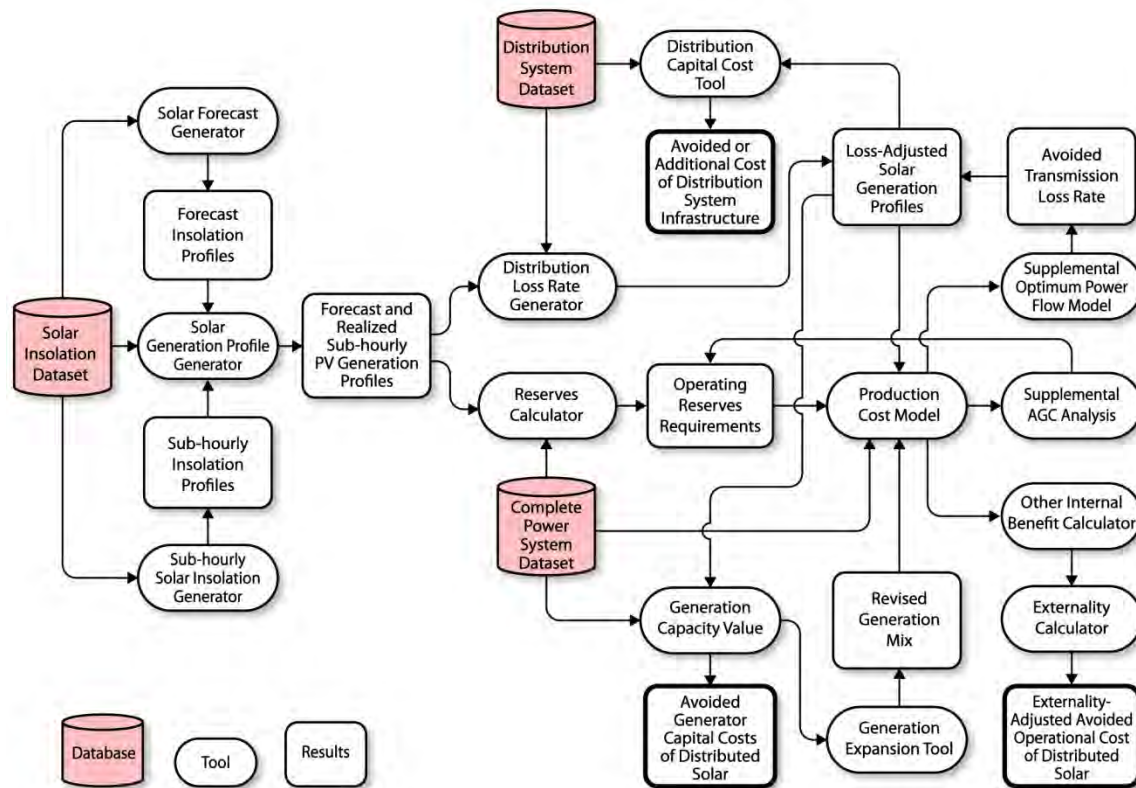 Distribution
System
Dataset
Distribution
Capital Cost
Tool
Solar Forecast
Generator
Avoided or
Additional Cost
of Distribution
System
Infrastructure
Loss-Adjusted
Solar
Generation
Profiles
Avoided
Transmission
Loss Rate
Forecast
Insolation
Profiles
Distribution
Loss Rate
Generator
Supplemental
Optimum Power
Flow Model
Solar
Insolation
Dataset
Solar
Generation Profile
Generator
Forecast and
Realized
Sub-hourly
PV Generation
Profiles
Reserves
Calculator
Operating
Reserves
Requirements
Production
Cost Model
Supplemental
AGC Analysis
Sub-hourly
Insolation
Profiles
Complete
Power
System
Dataset
Other Internal
Benefit Calculator
Sub-hourly
Solar Insolation
Generator
Generation
Capacity Value
Revised
Generation
Mix
Externality
Calculator
Avoided
Generator
Capital Costs
of Distributed
Solar
Generation
Expansion Tool
Externality-
Adjusted Avoided
Operational Cost
of Distributed
Solar
Database
Tool
Results